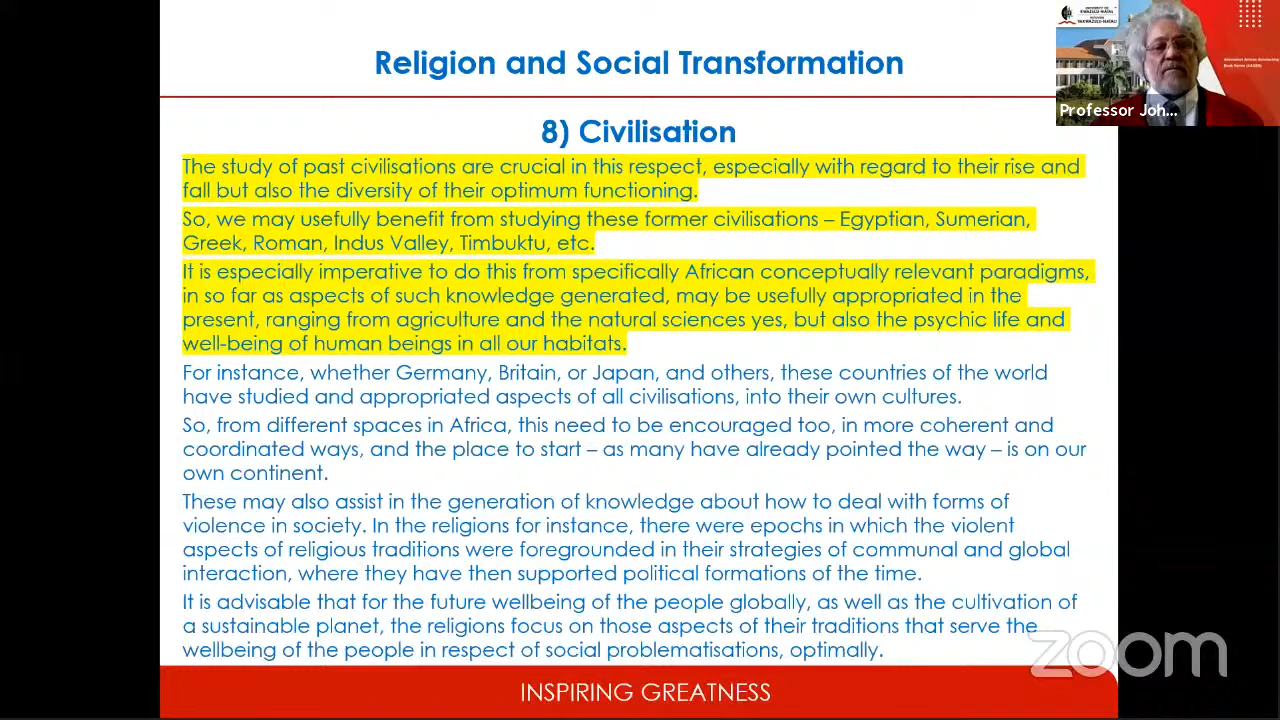 Religion and Social Transformation
UNIVERSITY OF
KWAZULU-NATAL
INYUVESI
YAKWAZULU-NATALI
Advanced African Scholarship
Book Series (AASBS)
Professor Joh...
8) Civilisation
The study of past civilisations are crucial in this respect, especially with regard to their rise and
fall but also the diversity of their optimum functioning.
So, we may usefully benefit from studying these former civilisations – Egyptian, Sumerian,
Greek, Roman, Indus Valley, Timbuktu, etc.
It is especially imperative to do this from specifically African conceptually relevant paradigms,
in so far as aspects of such knowledge generated, may be usefully appropriated in the
present, ranging from agriculture and the natural sciences yes, but also the psychic life and
well-being of human beings in all our habitats.
For instance, whether Germany, Britain, or Japan, and others, these countries of the world
have studied and appropriated aspects of all civilisations, into their own cultures.
So, from different spaces in Africa, this need to be encouraged too, in more coherent and
coordinated ways, and the place to start – as many have already pointed the way – is on our
own continent.
These may also assist in the generation of knowledge about how to deal with forms of
violence in society. In the religions for instance, there were epochs in which the violent
aspects of religious traditions were foregrounded in their strategies of communal and global
interaction, where they have then supported political formations of the time.
It is advisable that for the future wellbeing of the people globally, as well as the cultivation of
a sustainable planet, the religions focus on those aspects of their traditions that serve the
wellbeing of the people in respect of social problematisations, optimally.
zoom
INSPIRING GREATNESS